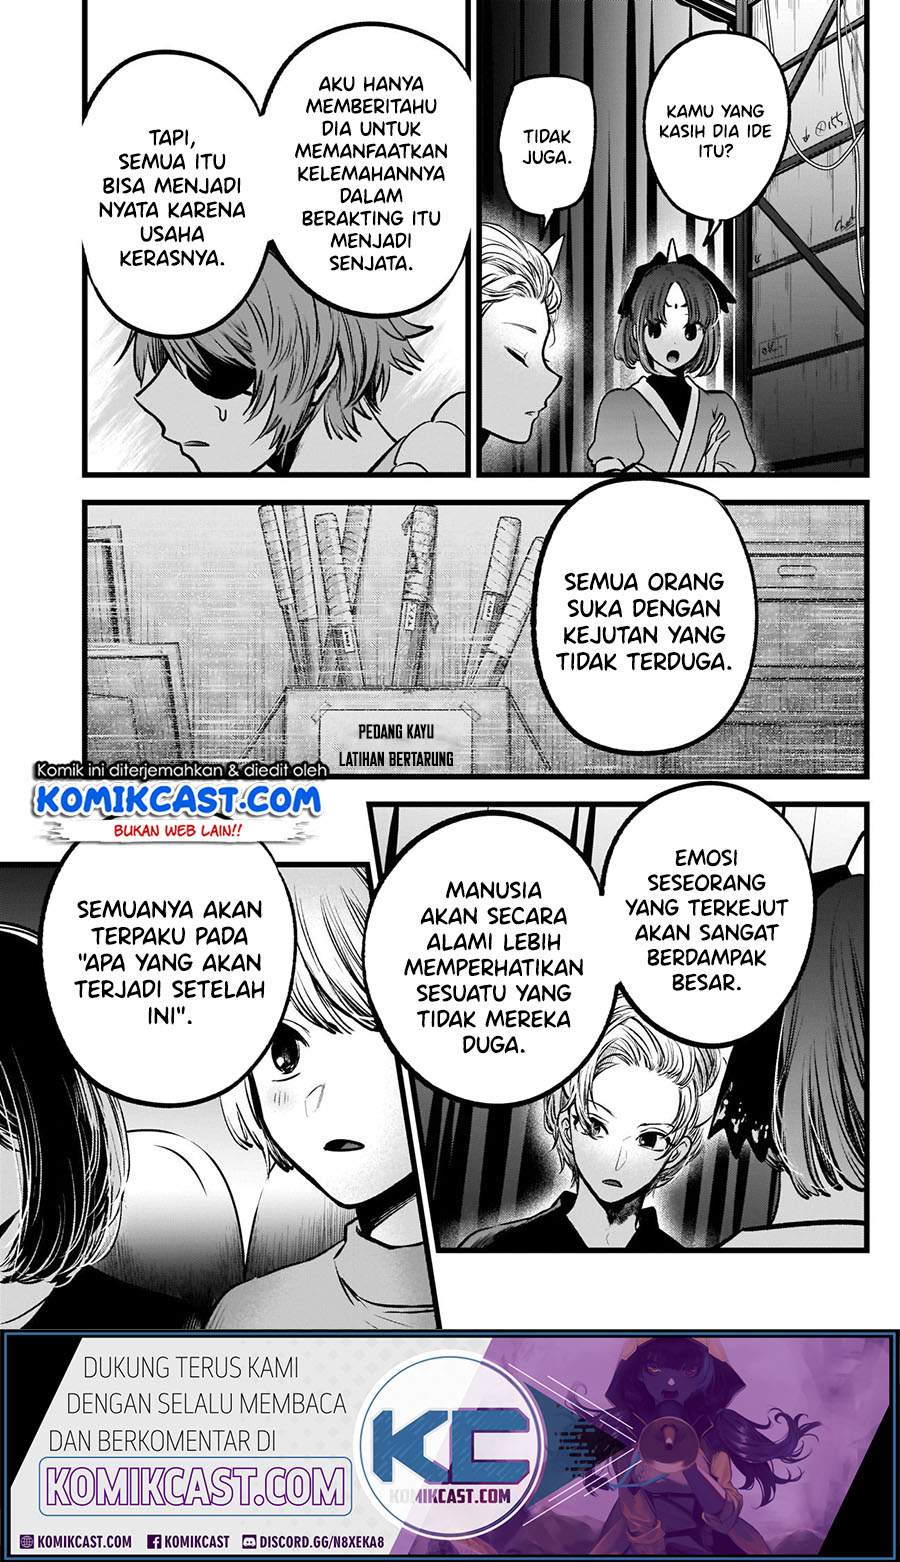 KAMU YANG
KASIH DIA IDE
ITU?
TIDAK
JUGA.
AKU HANYA
MEMBERITAHU
DIA UNTUK
MEMANFAATKAN
KELEMAHANNYA
DALAM
BERAKTING ITU
MENJADI
SENJATA.
TAPI,
SEMUA ITU
BISA MENJADI
NYATA KARENA
USAHA
KERASNYA.
SEMUA ORANG
SUKA DENGAN
KEJUTAN YANG
TIDAK TERDUGA.
PEDANG KAYU
LATIHAN BERTARUNG
Komik ini diterjemahkan & diedit oleh
KOMIKCAST.COM
BUKAN WEB LAIN!!
EMOSI
SESEORANG
YANG TERKEJUT
AKAN SANGAT
BERDAMPAK
BESAR.
MANUSIA
AKAN SECARA
ALAMI LEBIH
MEMPERHATIKAN
SESUATU YANG
TIDAK MEREKA
DUGA.
SEMUANYA AKAN
TERPAKU PADA
"APA YANG AKAN
TERJADI SETELAH
INI".
DUKUNG TERUS KAMI
DENGAN SELALU MEMBACA
DAN BERKOMENTAR DI
KOMIKCAST.COM
KC
KOMIKCAST.COM
KOMIKCAST.COM
FB.COM/KOMIKCAST
DISCORD.GG/N8XEKA8